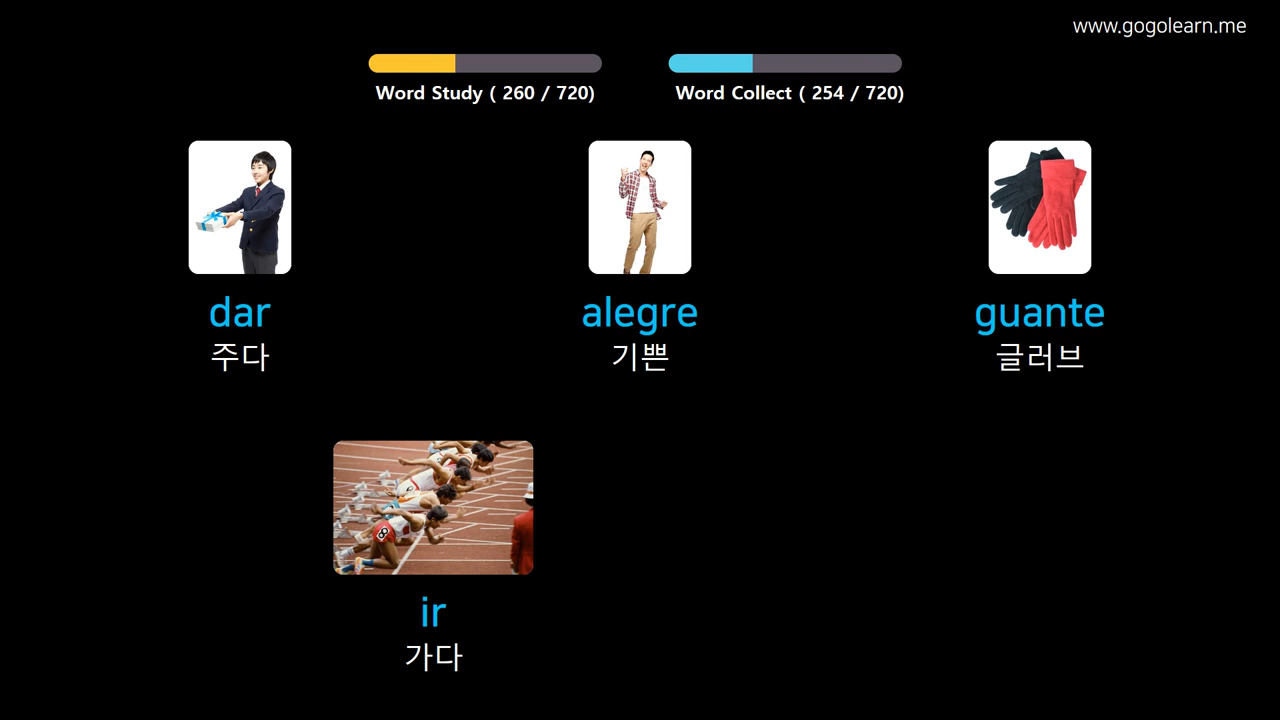 www.gogolearn.me
Word Study ( 260 / 720)
Word Collect ( 254 / 720)
dar
주다
alegre
기쁜
guante
글러브
ir
가다